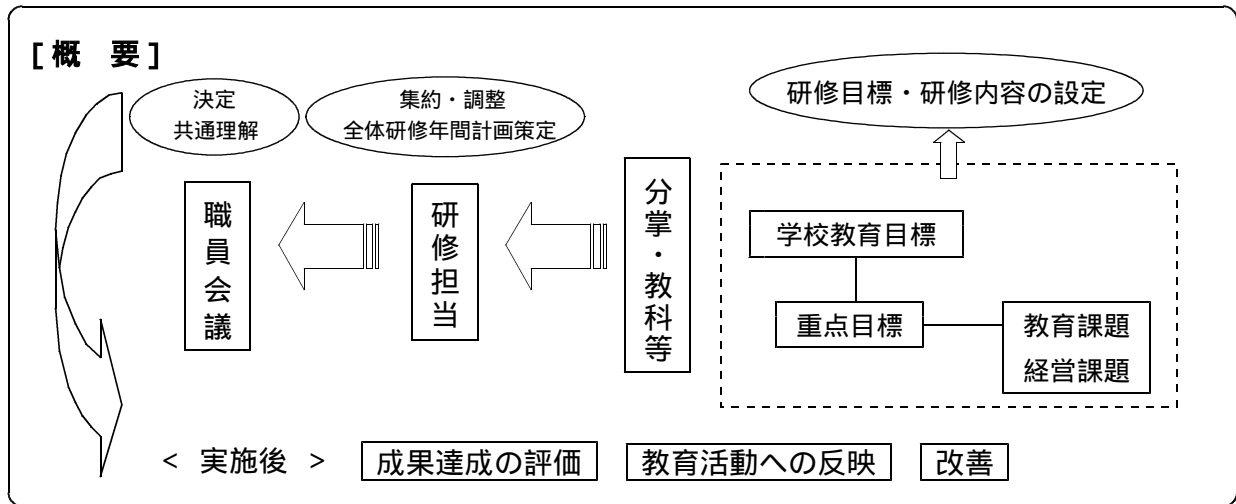 [概　要]
決定
共通理解
集約・調整
全体研修年間計画策定
研修目標・研修内容の設定
職員会議
研修担当
分掌・教科等
学校教育目標
重点目標
教育課題
経営課題
< 実施後 >
成果達成の評価
教育活動への反映
改善